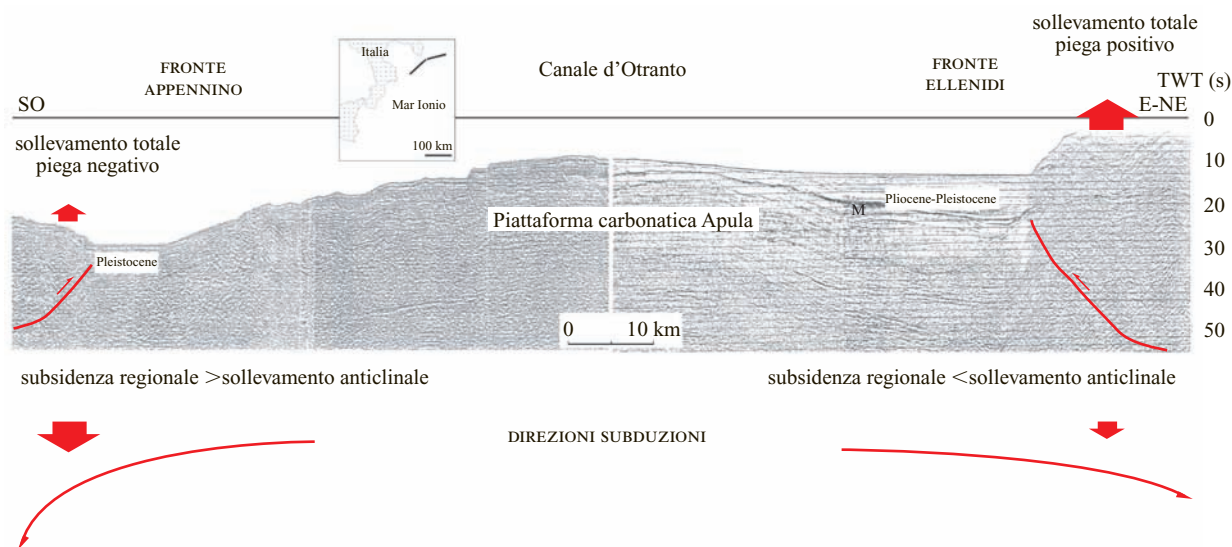 sollevamento totale
piega positivo
FRONTE
APPENNINO
Italia
Mar Ionio
100 km
Canale d'Otranto
FRONTE
ELLENIDI
TWT (s)
SO
E-NE
0
sollevamento totale
piega negativo
10
20
30
40
50
Piattaforma carbonatica Apula
M
Pliocene-Pleistocene
Pleistocene
0 10 km
subsidenza regionale >sollevamento anticlinale
subsidenza regionale <sollevamento anticlinale
DIREZIONI SUBDUZIONI